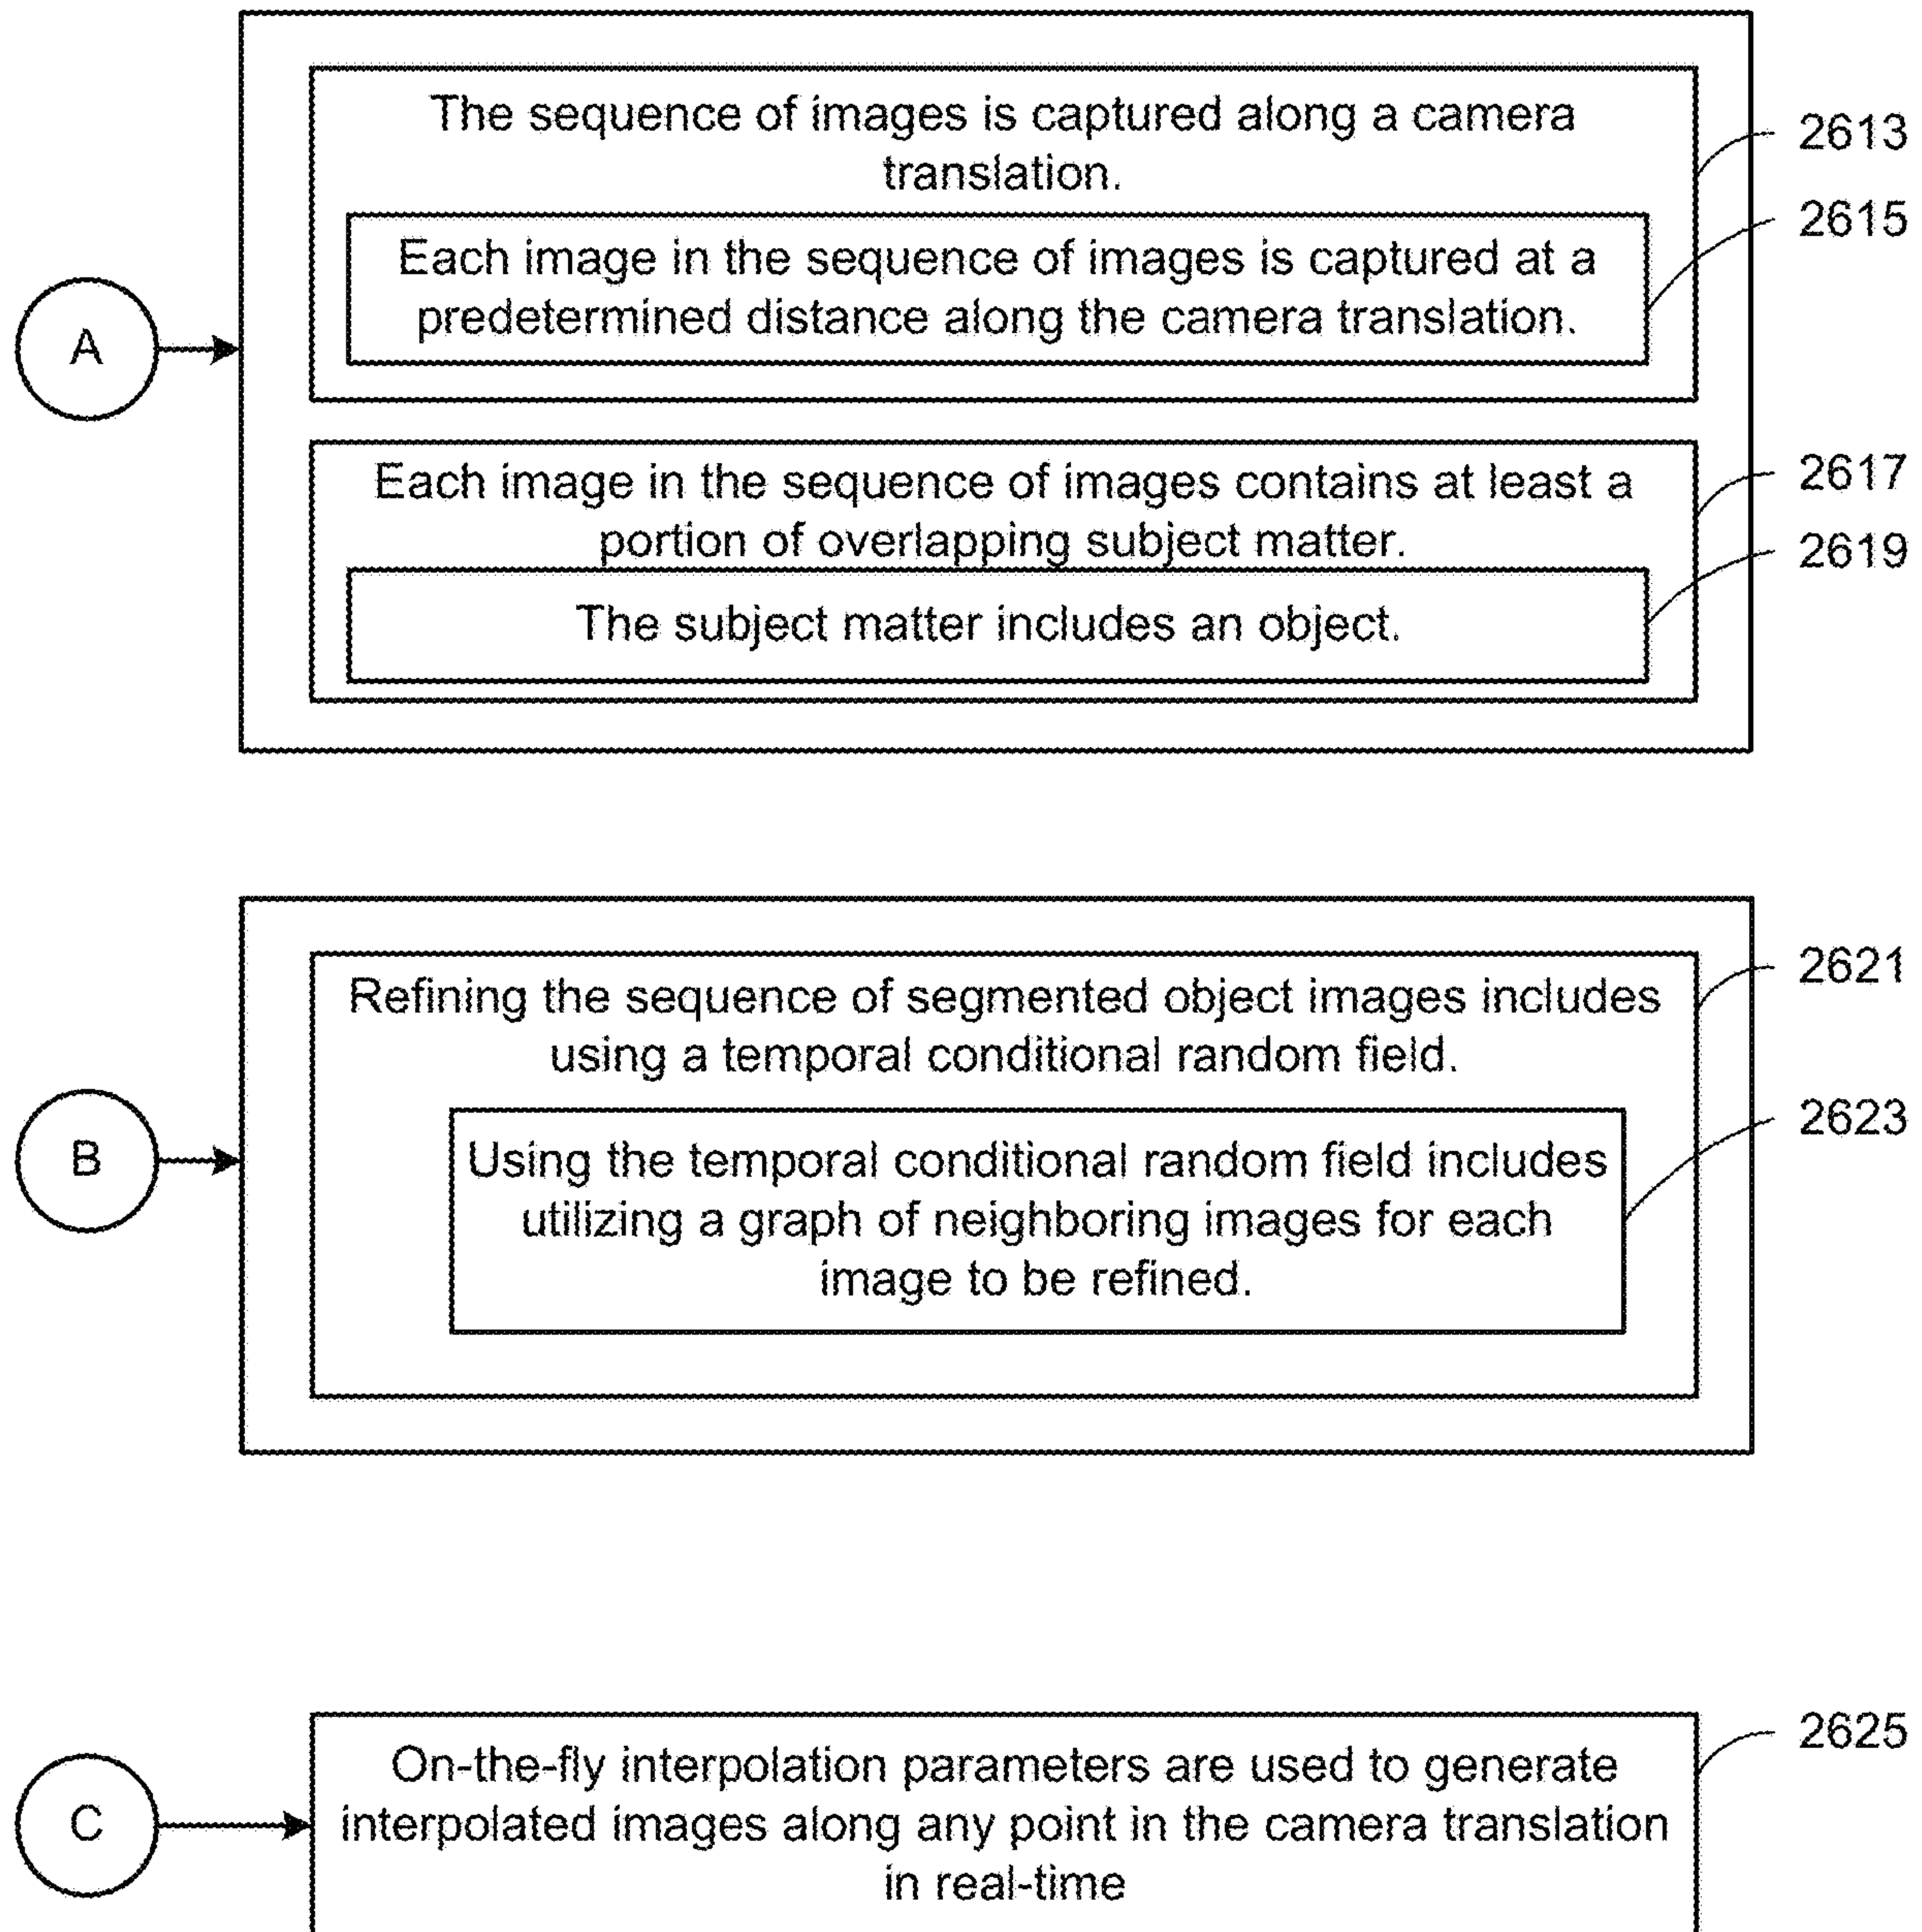 The sequence of images is captured along a camera
translation.
2613
Each image in the sequence of images is captured at a
predetermined distance along the camera translation.
2615
A
Each image in the sequence of images contains at least a
portion of overlapping subject matter.
2617
The subject matter includes an object.
2619
Refining the sequence of segmented object images includes
using a temporal conditional random field.
2621
B
Using the temporal conditional random field includes
utilizing a graph of neighboring images for each
image to be refined.
2623
C
On-the-fly interpolation parameters are used to generate
interpolated images along any point in the camera translation
in real-time
2625